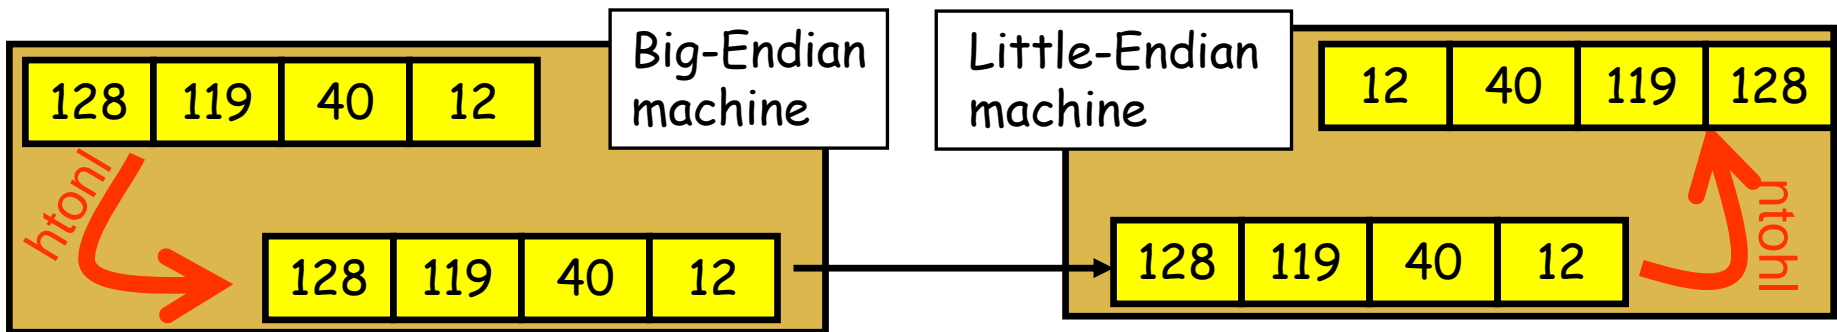 Big-Endian
machine
128 119 40 12
htonl
128 119 40 12
Little-Endian
machine
12 40 119 128
ntohl
128 119 40 12